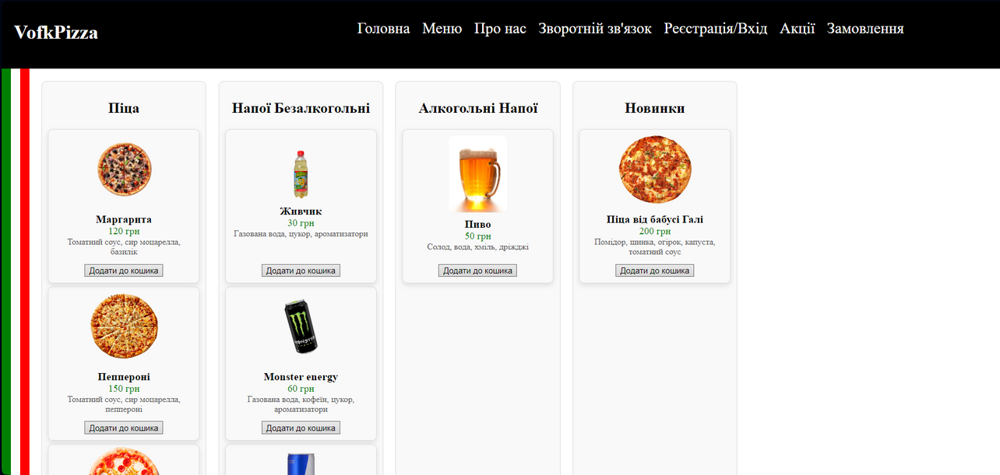 VofkPizza
Головна Меню Про нас Зворотній зв'язок Реєстрація/Вхід Акції Замовлення
Піца
Маргарита
120 грн
Томатний соус, сир моцарелла,
базилік
Додати до кошика
Пепперонi
150 грн
Томатний соус, сир моцарелла,
пепперонi
Додати до кошика
Напої Безалкогольні
Живчик
30 грн
Газована вода, цукор, ароматизатори
Додати до кошика
MONSTER
Monster energy
60 грн
Газована вода, кофеїн, цукор,
ароматизатори
Додати до кошика
Алкогольні Напої
Пиво
50 грн
Солод, вода, хміль, дріжджі
Додати до кошика
Новинки
Піца від бабусі Галі
200 грн
Помідор, шинка, огірок, капуста,
томатний соус
Додати до кошика